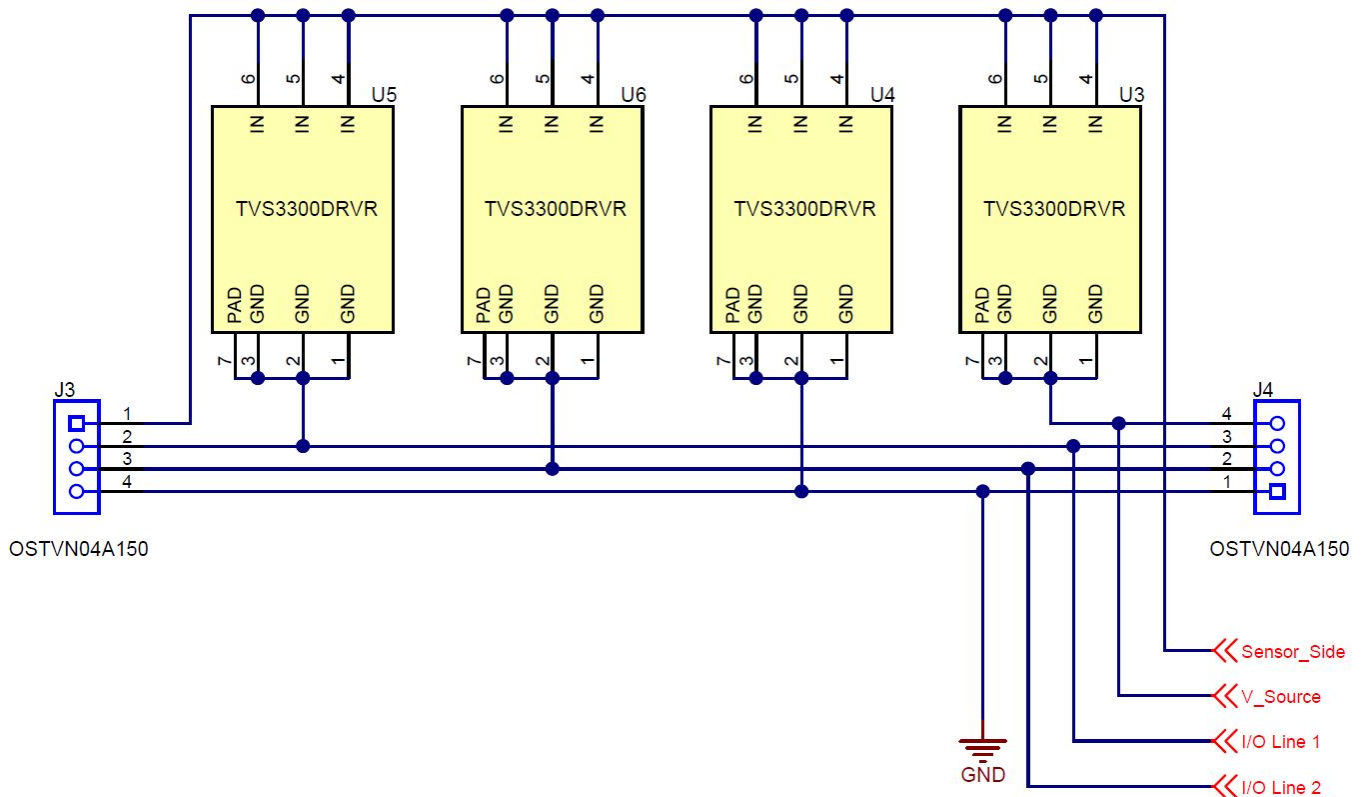 6 5 4 U5
IN IN IN
TVS3300DRVR
PAD GND GND GND
7 3 2 1
6 5 4 U6
IN IN IN
TVS3300DRVR
PAD GND GND GND
7 3 2 1
6 5 4 U4
IN IN IN
TVS3300DRVR
PAD GND GND GND
7 3 2 1
6 5 4 U3
IN IN IN
TVS3300DRVR
PAD GND GND GND
7 3 2 1
J3
1
2
3
4
OSTVN04A150
J4
4
3
2
1
OSTVN04A150
Sensor_Side
V_Source
I/O Line 1
GND
I/O Line 2